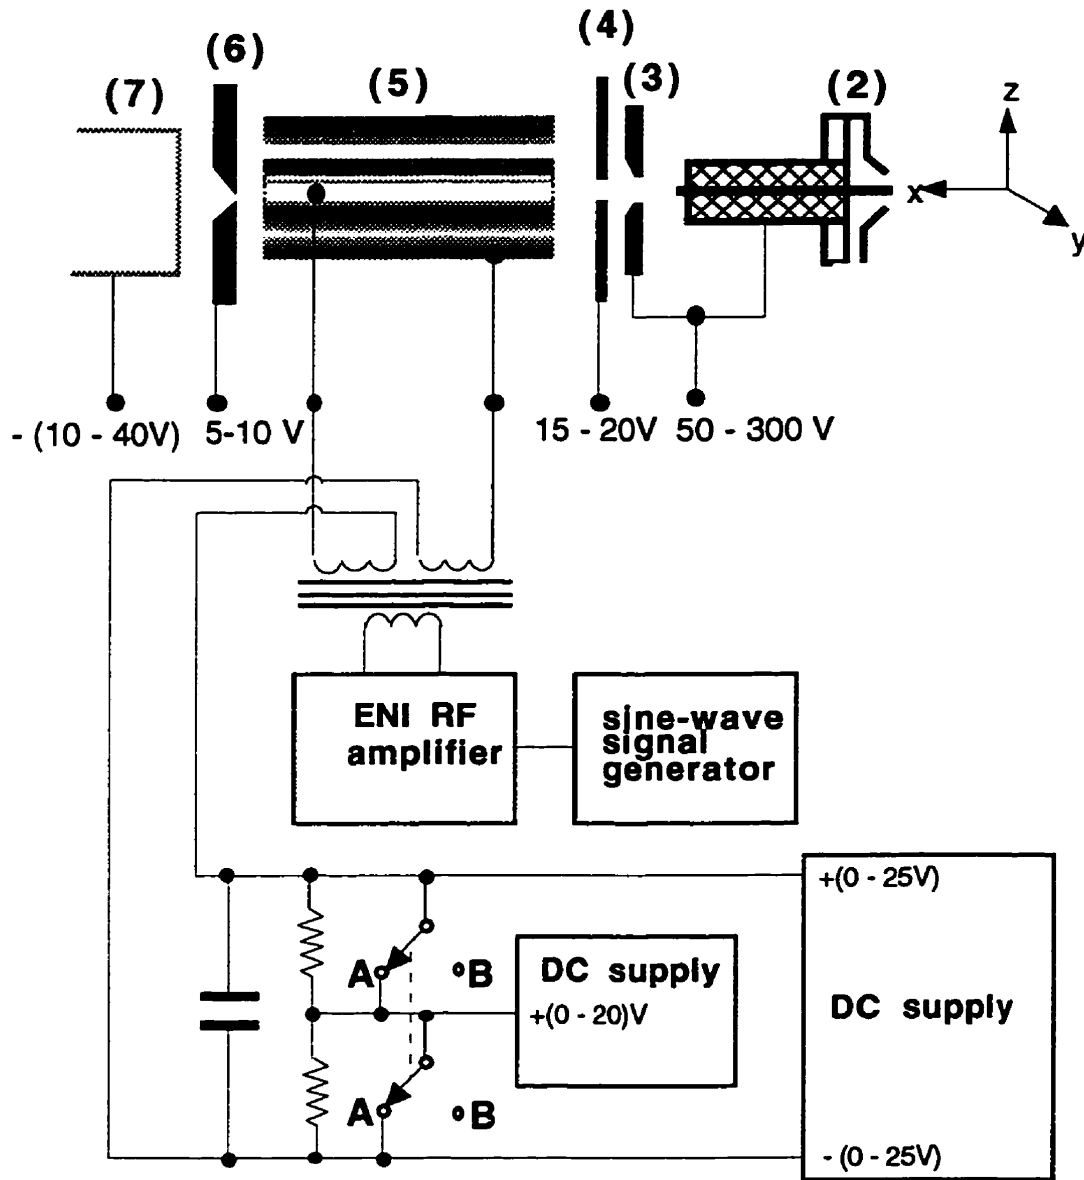 (4)
(6)
(3)
(7)
(5)
(2)
z
x
y
- (10 - 40V)
5-10 V
15 - 20V
50 - 300 V
ENI RF
amplifier
sine-wave
signal
generator
+(0 - 25V)
A
B
DC supply
+(0 - 20)V
DC supply
A
B
- (0 - 25V)